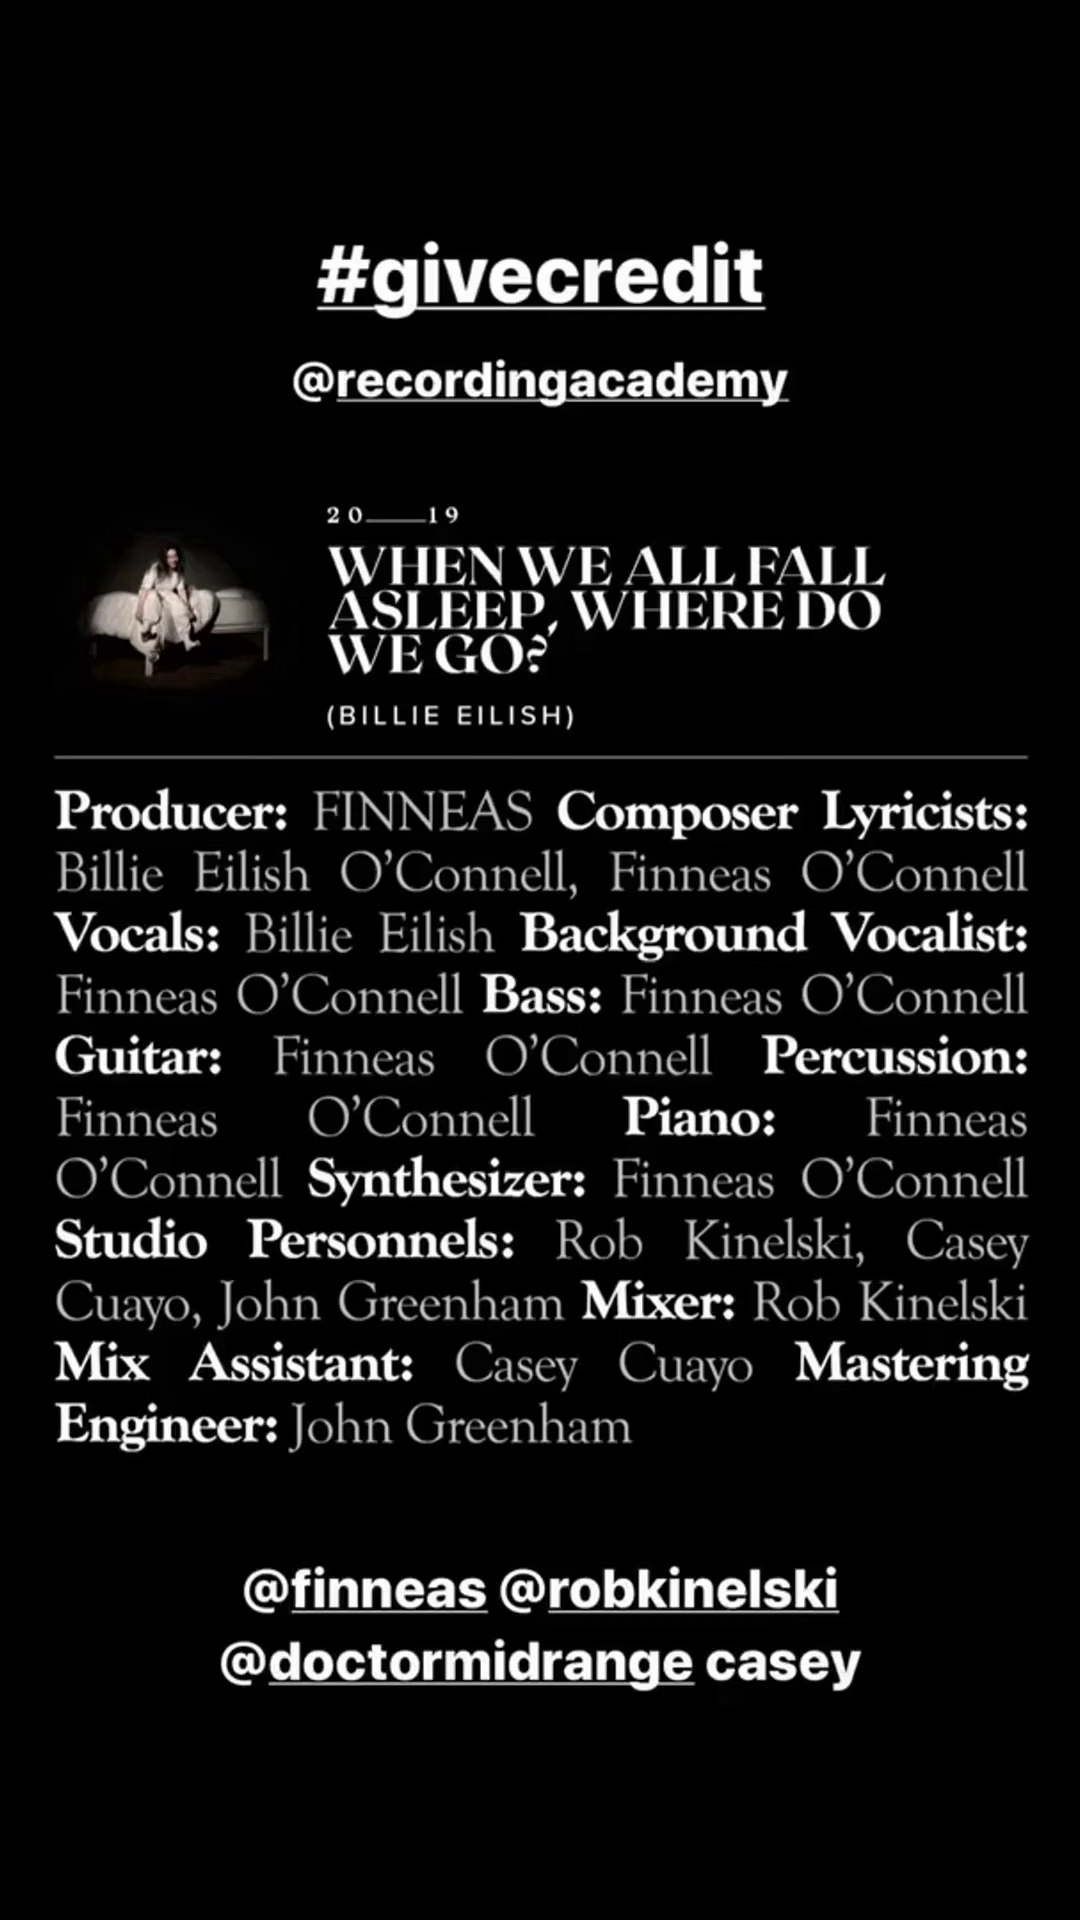 #givecredit
@recordingacademy
20——19
WHEN WE ALL FALL
ASLEEP, WHERE DO
WE GO?
(BILLIE EILISH)
Producer: FINNEAS Composer Lyricists:
Billie Eilish O’Connell, Finneas O’Connell
Vocals: Billie Eilish Background Vocalist:
Finneas O’Connell Bass: Finneas O’Connell
Guitar: Finneas O’Connell Percussion:
Finneas O’Connell Piano: Finneas
O’Connell Synthesizer: Finneas O’Connell
Studio Personnels: Rob Kinelski, Casey
Cuayo, John Greenham Mixer: Rob Kinelski
Mix Assistant: Casey Cuayo Mastering
Engineer: John Greenham
@finneas @robkinelski
@doctormidrange casey